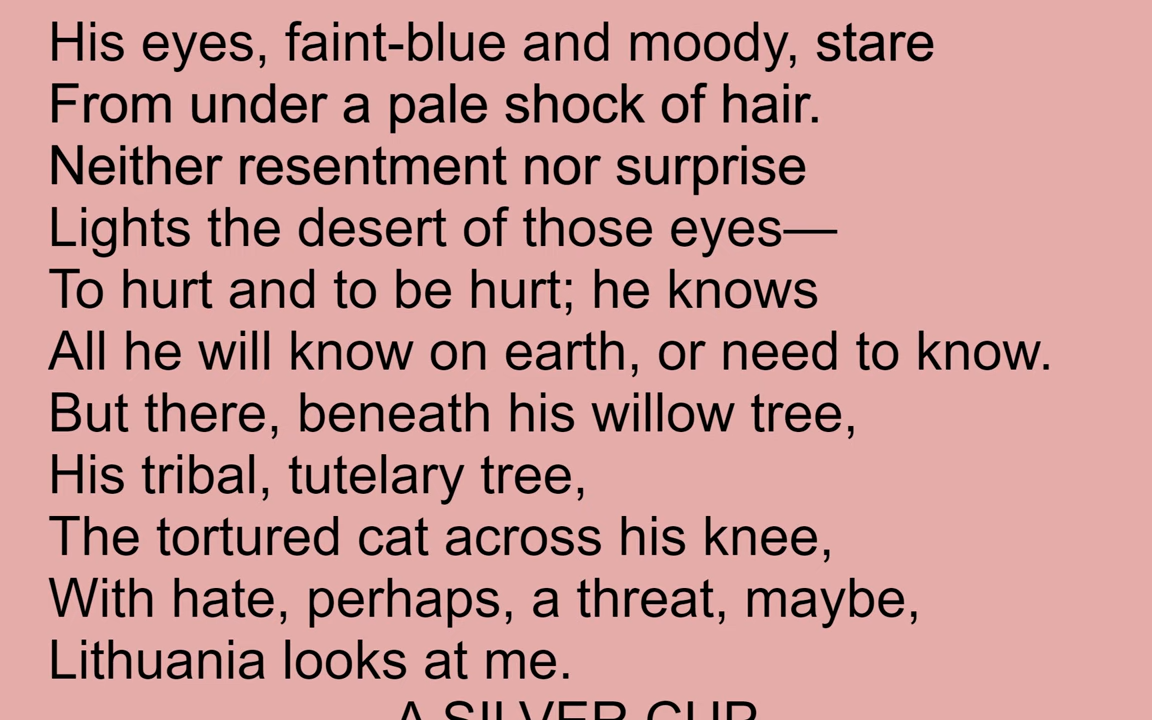 His eyes, faint-blue and moody, stare
From under a pale shock of hair.
Neither resentment nor surprise
Lights the desert of those eyes—
To hurt and to be hurt; he knows
All he will know on earth, or need to know.
But there, beneath his willow tree,
His tribal, tutelary tree,
The tortured cat across his knee,
With hate, perhaps, a threat, maybe,
Lithuania looks at me.
A SILVER CUP